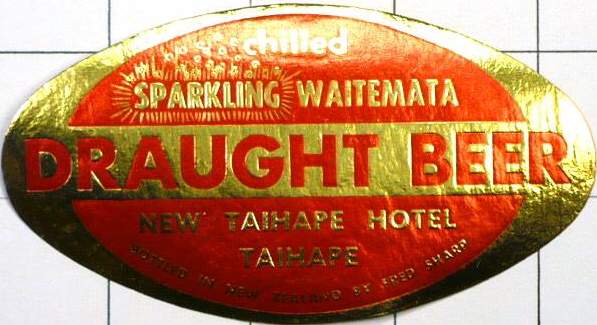 chilled
SPARKLING WAITEMATA
DRAUGHT BEER
NEW TAIHAPE HOTEL
TAIHAPE
BOTTLED IN NEW ZEALAND BY FRED SHARP